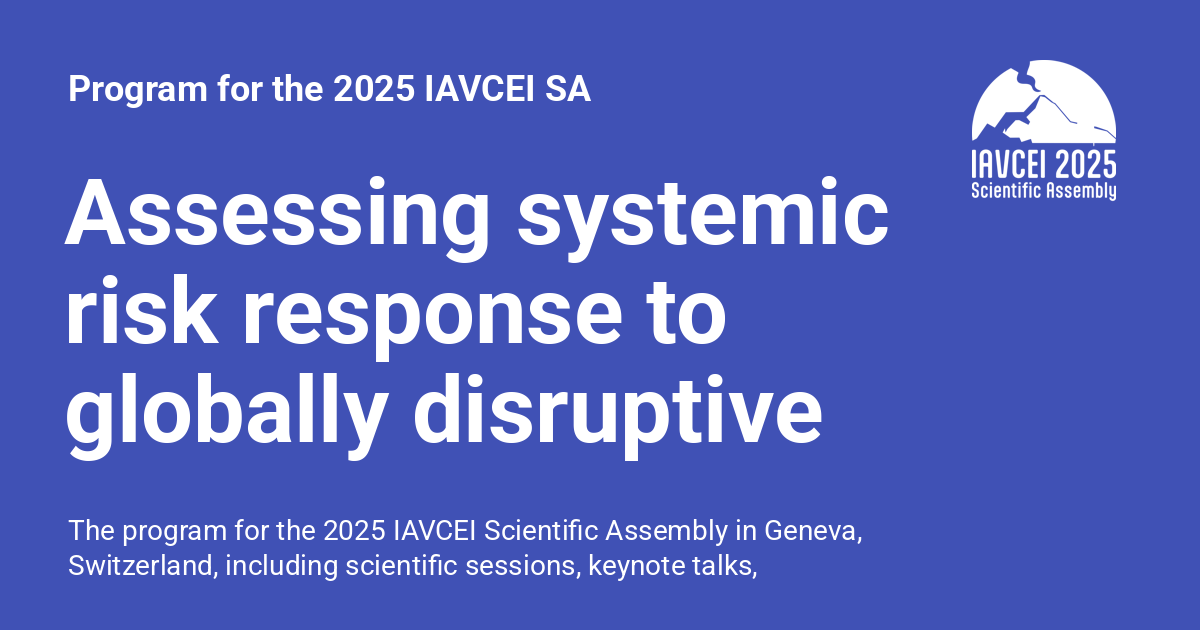 Program for the 2025 IAVCEI SA
IAVCEI 2025
Scientific Assembly
Assessing systemic
risk response to
globally disruptive
The program for the 2025 IAVCEI Scientific Assembly in Geneva,
Switzerland, including scientific sessions, keynote talks,